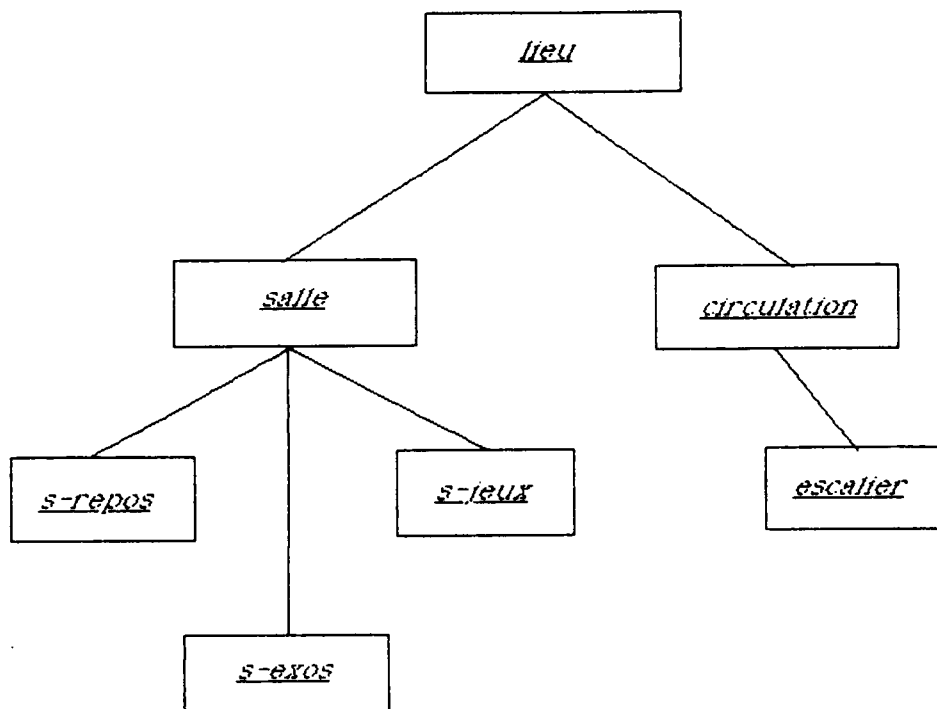 lieu
salle
circulation
s-repos
s-jeux
escalier
s-exos